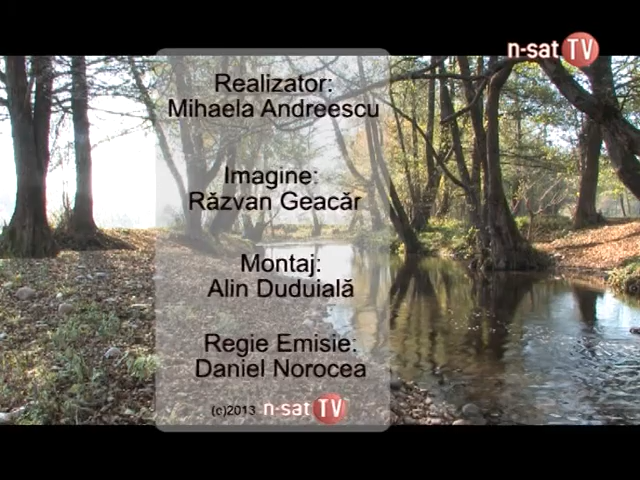 n-sat TV
Realizator:
Mihaela Andreescu
Imagine:
Răzvan Geacăr
Montaj:
Alin Duduială
Regie Emisie:
Daniel Norocea
(c)2013 n-sat TV